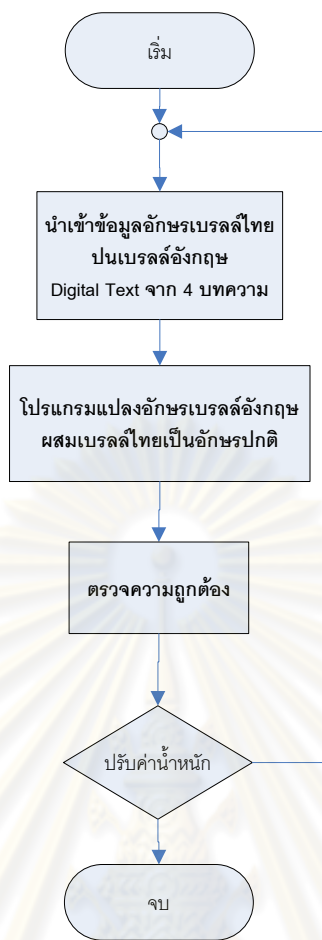 เริ่ม
นำเข้าข้อมูลอักษรเบรลล์ไทย
ปนเบรลล์อังกฤษ
Digital Text จาก 4 บทความ
โปรแกรมแปลงอักษรเบรลล์อังกฤษ
ผสมเบรลล์ไทยเป็นอักษรปกติ
ตรวจความถูกต้อง
ปรับค่าน้ำหนัก
จบ